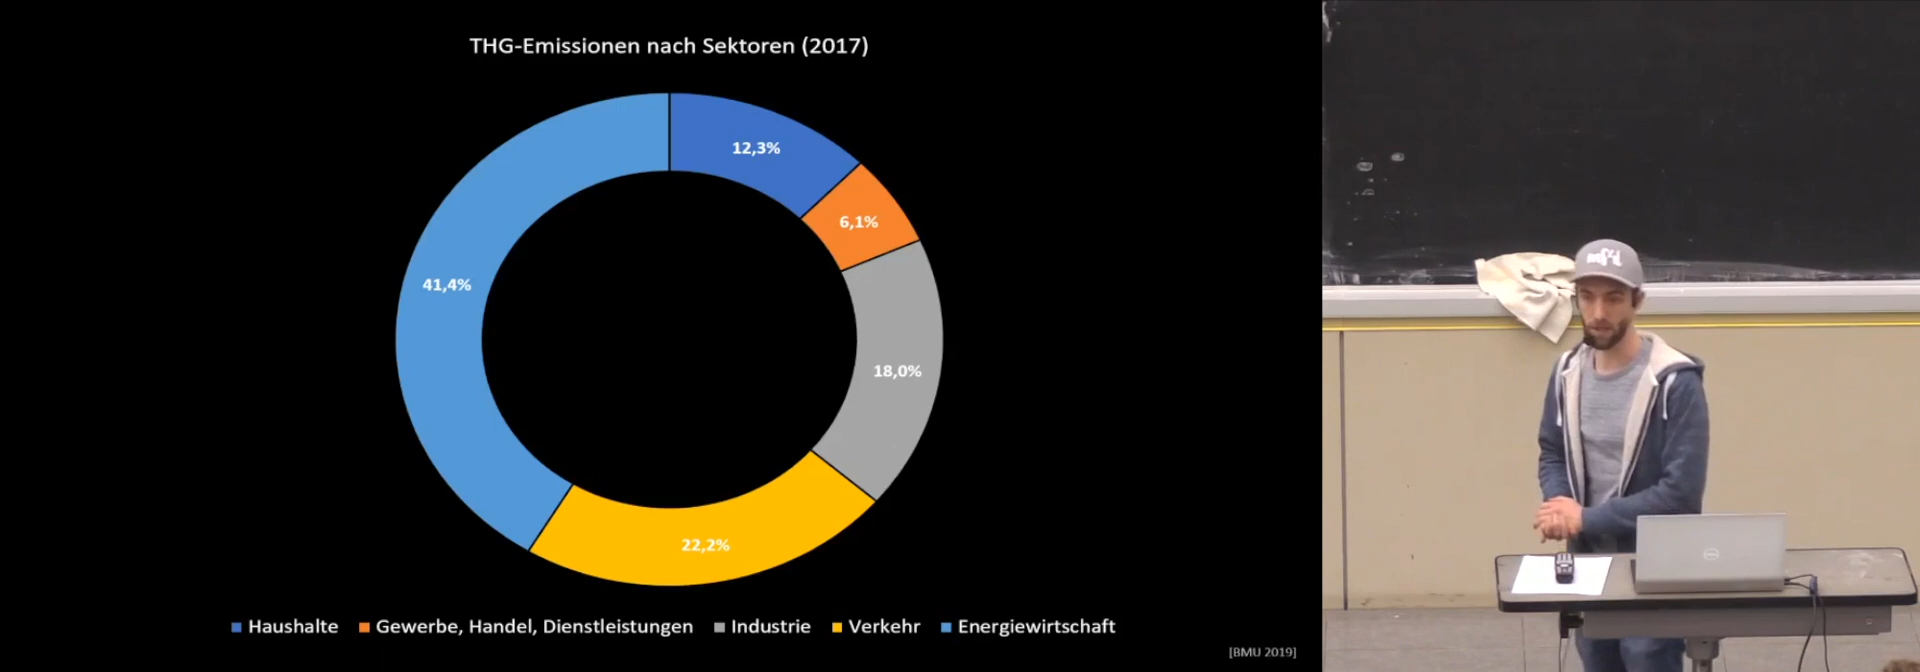 THG-Emissionen nach Sektoren (2017)
12,3%
6,1%
41,4%
18,0%
22,2%
Haushalte Gewerbe, Handel, Dienstleistungen Industrie Verkehr Energiewirtschaft
[BMU 2019]